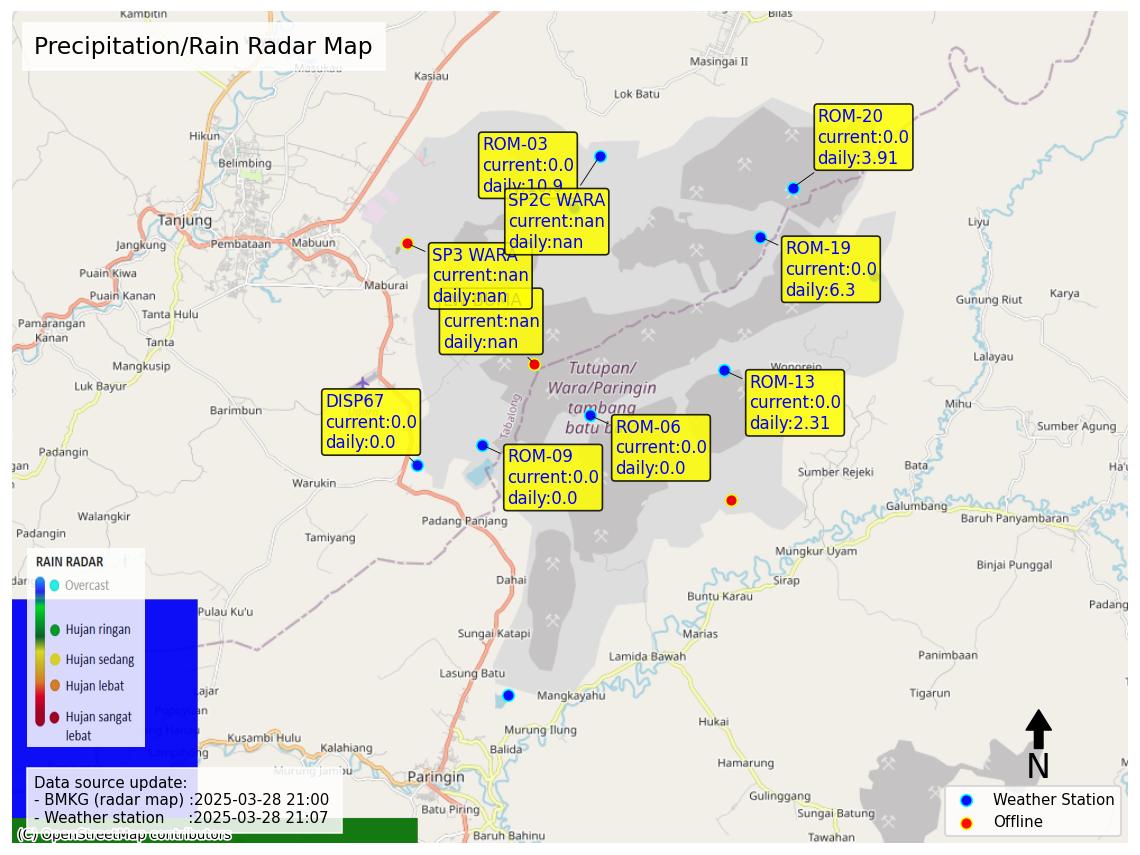 Kambitin
Bilas
Precipitation/Rain Radar Map
Masingai II
Kasiau
Lok Batu
Hikun
Belimbing
ROM-03
current:0.0
daily:10.9
ROM-20
current:0.0
daily:3.91
SP2C WARA
current:nan
daily:nan
Tanjung
Jangkung
Pembataan
Mabuun
Liyu
ROM-19
current:0.0
daily:6.3
SP3 WARA
current:nan
daily:nan
current:nan
daily:nan
Puain Kiwa
Puain Kanan
Maburai
Tanta Hulu
Gunung Riut
Karya
Pamarangan
Kanan
Tanta
Mangkusip
Lalayau
Luk Bayur
Wonorejo
Tutupan/
Wara/Paringin
tambang
batu b
Tabalong
ROM-13
current:0.0
daily:2.31
DISP67
current:0.0
daily:0.0
ROM-06
current:0.0
daily:0.0
ROM-09
current:0.0
daily:0.0
Barimbun
Mihu
Sumber Agung
Padangin
Warukin
Sumber Rejeki
Bata
Galumbang
Baruh Panyambaran
Walangkir
Padang Panjang
Padangin
Tamiyang
Mungkur Uyam
Binjai Punggal
Dahai
Sirap
Buntu Karau
Padang
RAIN RADAR
Overcast
Hujan ringan
Hujan sedang
Hujan lebat
Hujan sangat
lebat
Pulau Ku'u
Sungai Katapi
Marias
Lamida Bawah
Panimbaan
Lasung Batu
Mangkayahu
Tigarun
Hukai
Murung Ilung
Kusambi Hulu
Kalahiang
Balida
Hamarung
Murung Jambu
Paringin
Gulinggang
Batu Piring
Sungai Batung
Baruh Bahinu
Tawahan
N
Data source update:
- BMKG (radar map) :2025-03-28 21:00
- Weather station :2025-03-28 21:07
(C) OpenStreetMap contributors
Weather Station
Offline